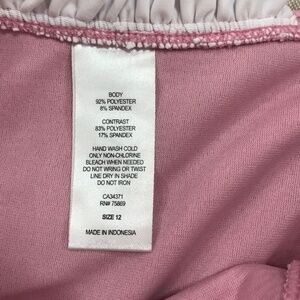 BODY
92% POLYESTER
8% SPANDEX
CONTRAST
83% POLYESTER
17% SPANDEX
HAND WASH COLD
ONLY NON-CHLORINE
BLEACH WHEN NEEDED
DO NOT WRING OR TWIST
LINE DRY IN SHADE
DO NOT IRON
CA34371
RN# 75869
SIZE 12
MADE IN INDONESIA